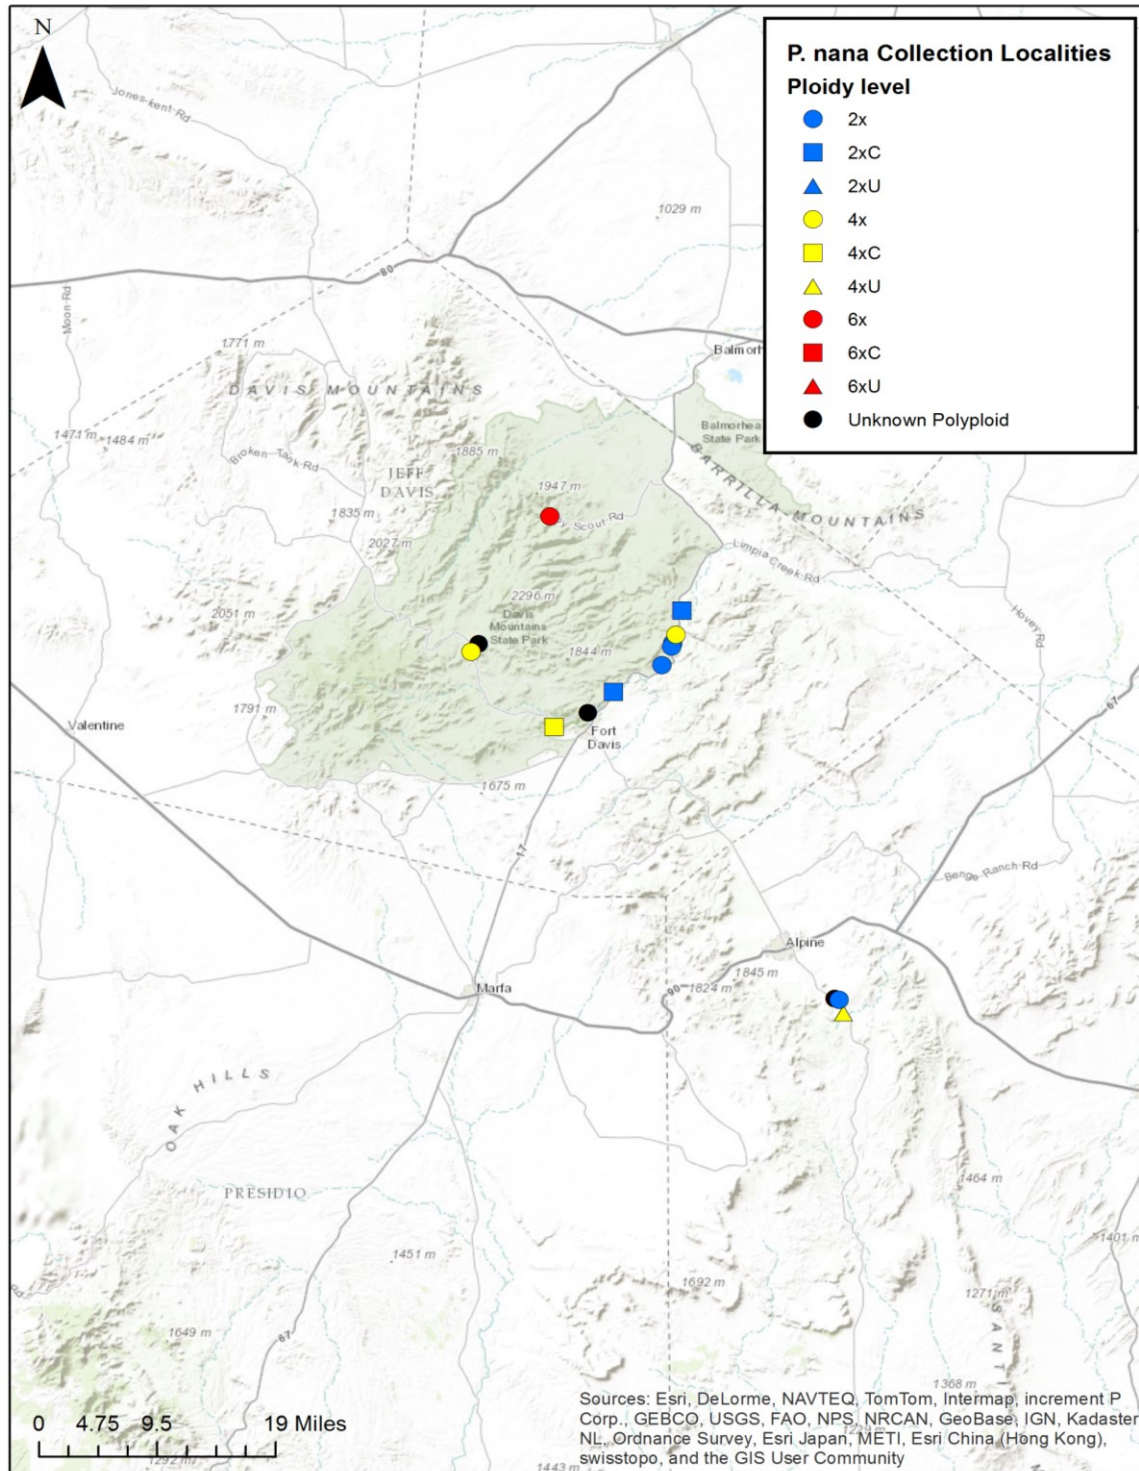 N
P. nana Collection Localities
Ploidy level
2x
2xC
2xU
4x
4xC
4xU
6x
6xC
6xU
Unknown Polyploid
Jones-kent Rd
1029 m
80
Moon Rd
1771 m
Balmorh
DAVIS MOUNTAINS
Balmorhea
State Park
1471 m
1484 m
1885 m
Broken Tank Rd
JEFF
DAVIS
BARRILLA MOUNTAINS
1947 m
Scout Rd
1835 m
2027 m
Limpia Creek Rd
2296 m
2051 m
Davis
Mountains
State Park
Hovey Rd
1844 m
1791 m
Valentine
67
Fort
Davis
1675 m
17
Benge Ranch Rd
Alpine
1845 m
1824 m
90
Marfa
OAK HILLS
PRESIDIO
1464 m
1451 m
1401 m
1692 m
1271 m
SANTI
1649 m
67
Rd
1368 m
1229 m
1292 m
1443 m
0 4.75 9.5 19 Miles
Sources: Esri, DeLorme, NAVTEQ, TomTom, Intermap, increment P
Corp., GEBCO, USGS, FAO, NPS, NRCAN, GeoBase, IGN, Kadaster
NL, Ordnance Survey, Esri Japan, METI, Esri China (Hong Kong),
swisstopo, and the GIS User Community